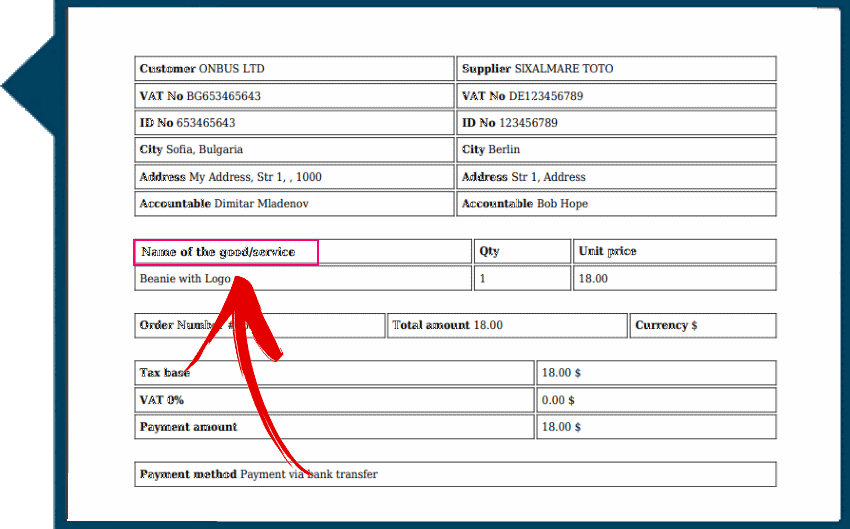 Customer ONBUS LTD Supplier SIXALMARE TOTO
VAT No BG653465643 VAT No DE123456789
ID No 653465643 ID No 123456789
City Sofia, Bulgaria City Berlin
Address My Address, Str 1, , 1000 Address Str 1, Address
Accountable Dimitar Mladenov Accountable Bob Hope
Name of the good/service Qty Unit price
Beanie with Logo 1 18.00
Order Number Total amount 18.00 Currency $
Tax base 18.00 $
VAT 0% 0.00 $
Payment amount 18.00 $
Payment method Payment via bank transfer